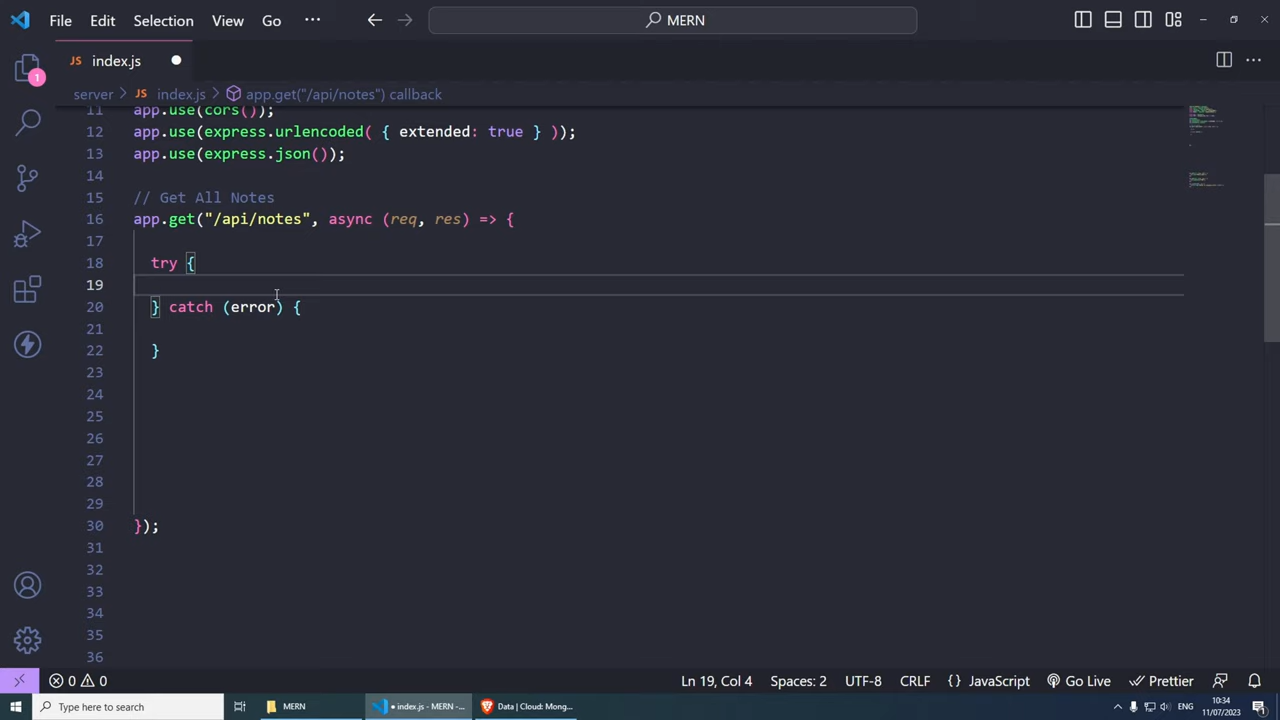 File Edit Selection View Go ··· MERN
JS index.js
server > JS index.js > app.get("/api/notes") callback
11 app.use(cors());
12 app.use(express.urlencoded( { extended: true } ));
13 app.use(express.json());
14
15 // Get All Notes
16 app.get("/api/notes", async (req, res) => {
17
18 try {
19
20 } catch (error) {
21
22 }
23
24
25
26
27
28
29
30 });
31
32
33
34
35
36
1
0 0 Ln 19, Col 4 Spaces: 2 UTF-8 CRLF {} JavaScript Go Live Prettier
Type here to search MERN • index.js -... Data | Cloud: Mong... 10:34
11/07/2023 1